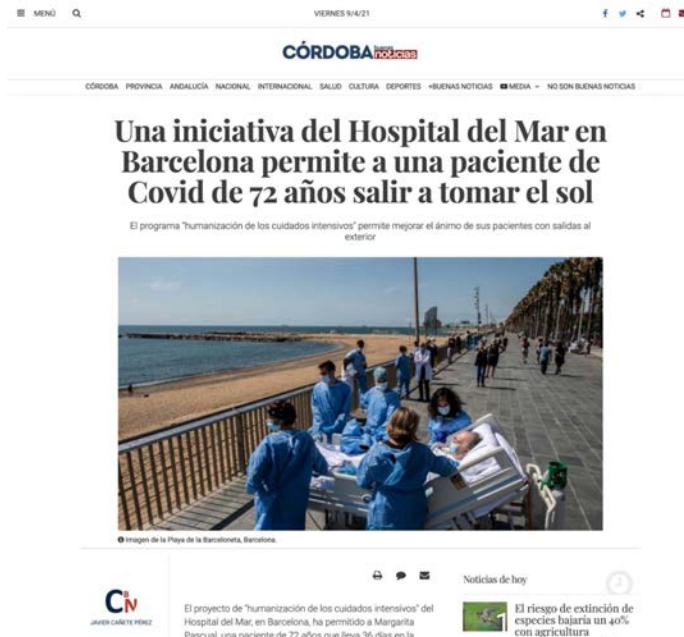 MENÚ
VIERNES 9/4/21
CÓRDOBA buenas noticias
CÓRDOBA PROVINCIA ANDALUCÍA NACIONAL INTERNACIONAL SALUD CULTURA DEPORTES +BUENAS NOTICIAS MEDIA NO SON BUENAS NOTICIAS
Una iniciativa del Hospital del Mar en
Barcelona permite a una paciente de
Covid de 72 años salir a tomar el sol
El programa "humanización de los cuidados intensivos" permite mejorar el ánimo de sus pacientes con salidas al
exterior
Imagen de la Playa de la Barceloneta, Barcelona.
Noticias de hoy
CBN
JAVIER CAÑETE PÉREZ
El proyecto de "humanización de los cuidados intensivos" del
Hospital del Mar, en Barcelona, ha permitido a Margarita
Pascual, una paciente de 72 años que lleva 36 días en la
1
El riesgo de extinción de
especies bajaría un 40%
con agricultura